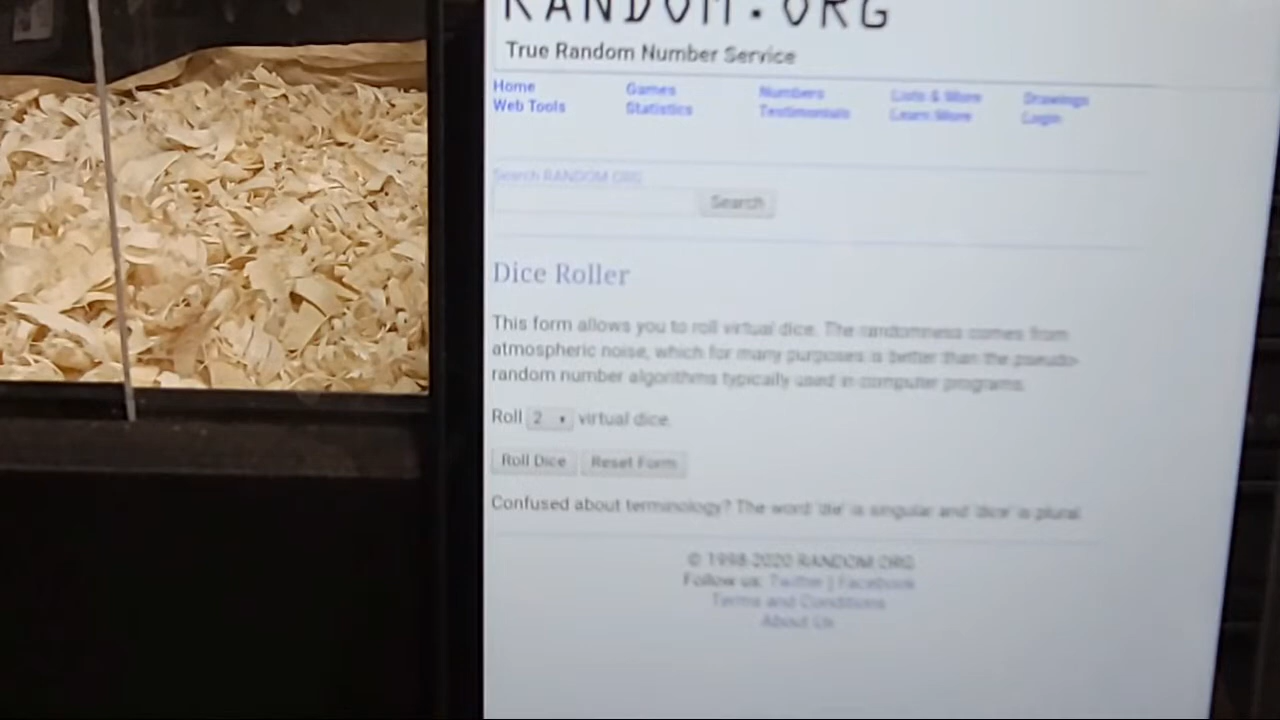 RANDOM.ORG
True Random Number Service
Home Games Numbers Lists & More Drawings
Web Tools Statistics Testimonials Learn More Login
Search RANDOM.ORG
Search
Dice Roller
This form allows you to roll virtual dice. The randomness comes from
atmospheric noise, which for many purposes is better than the pseudo-
random number algorithms typically used in computer programs.
Roll 2 virtual dice.
Roll Dice Reset Form
Confused about terminology? The word 'die' is singular and 'dice' is plural.
© 1998-2020 RANDOM.ORG
Follow us: Twitter | Facebook
Terms and Conditions
About Us